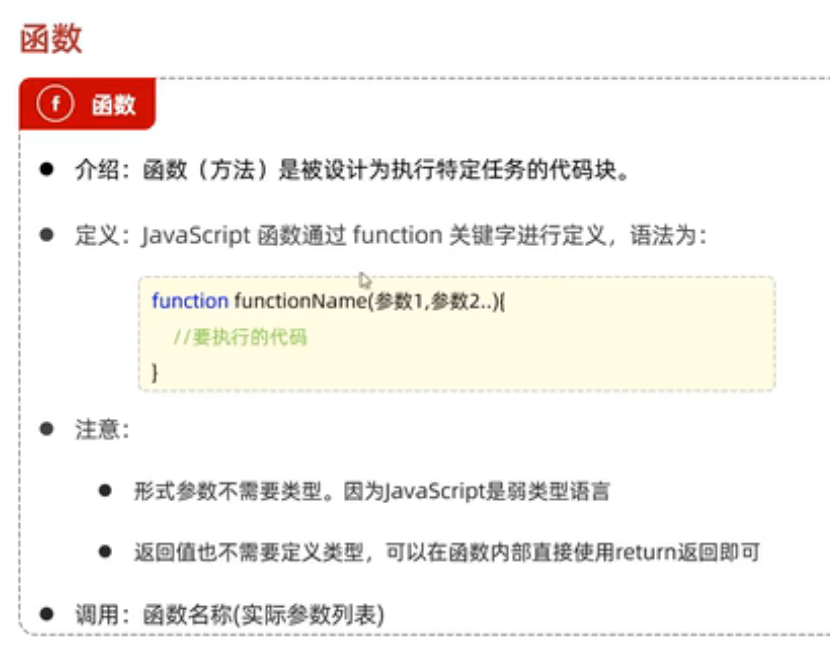 函数
f 函数
介绍：函数（方法）是被设计为执行特定任务的代码块。
定义：JavaScript 函数通过 function 关键字进行定义，语法为：
function functionName(参数1,参数2..){
//要执行的代码
}
注意：
形式参数不需要类型。因为JavaScript是弱类型语言
返回值也不需要定义类型，可以在函数内部直接使用return返回即可
调用：函数名称(实际参数列表)